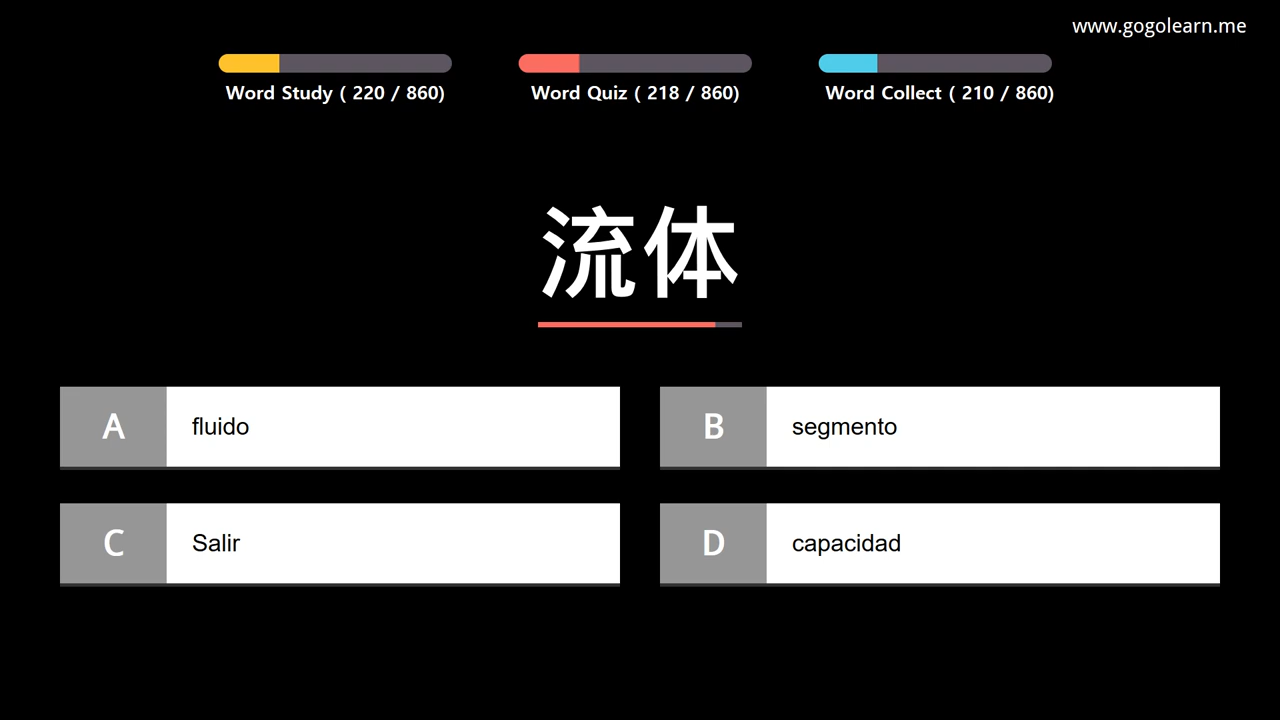 www.gogolearn.me
Word Study ( 220 / 860)
Word Quiz ( 218 / 860)
Word Collect ( 210 / 860)
流体
A fluido
B segmento
C Salir
D capacidad